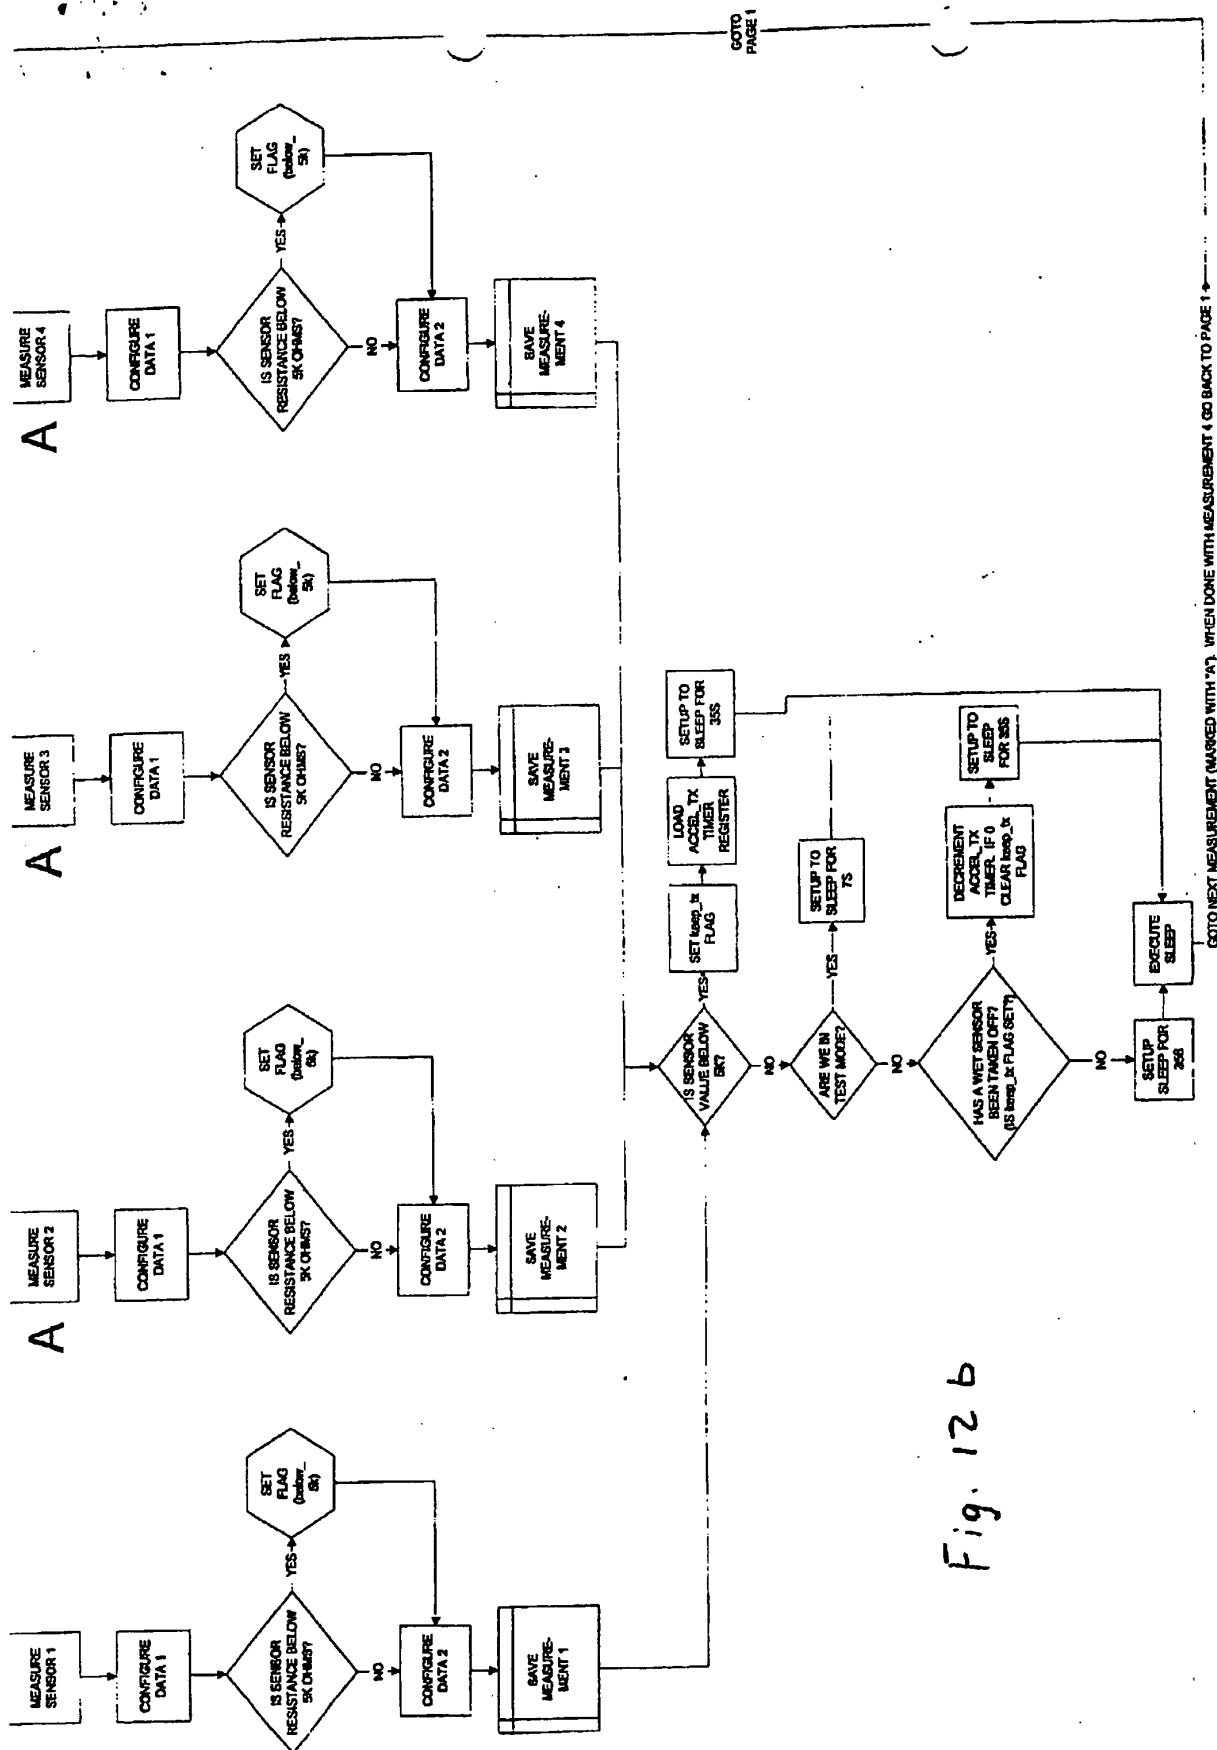 MEASURE
SENSOR 1
CONFIGURE
DATA 1
IS SENSOR
RESISTANCE BELOW
5K OHMS?
YES
SET
FLAG
(below_
5k)
NO
CONFIGURE
DATA 2
SAVE
MEASURE-
MENT 1
A
MEASURE
SENSOR 2
CONFIGURE
DATA 1
IS SENSOR
RESISTANCE BELOW
5K OHMS?
YES
SET
FLAG
(below_
5k)
NO
CONFIGURE
DATA 2
SAVE
MEASURE-
MENT 2
A
MEASURE
SENSOR 3
CONFIGURE
DATA 1
IS SENSOR
RESISTANCE BELOW
5K OHMS?
YES
SET
FLAG
(below_
5k)
NO
CONFIGURE
DATA 2
SAVE
MEASURE-
MENT 3
A
MEASURE
SENSOR 4
CONFIGURE
DATA 1
IS SENSOR
RESISTANCE BELOW
5K OHMS?
YES
SET
FLAG
(below_
5k)
NO
CONFIGURE
DATA 2
SAVE
MEASURE-
MENT 4
IS SENSOR
VALUE BELOW
5K?
YES
SET keep_tx
FLAG
LOAD
ACCEL_TX
TIMER
REGISTER
SETUP TO
SLEEP FOR
35S
NO
ARE WE IN
TEST MODE?
YES
SETUP TO
SLEEP FOR
7S
NO
HAS A WET SENSOR
BEEN TAKEN OFF?
(IS keep_tx FLAG SET?)
YES
DECREMENT
ACCEL_TX
TIMER. IF 0
CLEAR keep_tx
FLAG
SETUP TO
SLEEP
FOR 35S
NO
SETUP
SLEEP FOR
EXECUTE
SLEEP
GOTO NEXT MEASUREMENT (MARKED WITH "A"). WHEN DONE WITH MEASUREMENT 4 GO BACK TO PAGE 1
GOTO
PAGE 1
Fig. 12 b